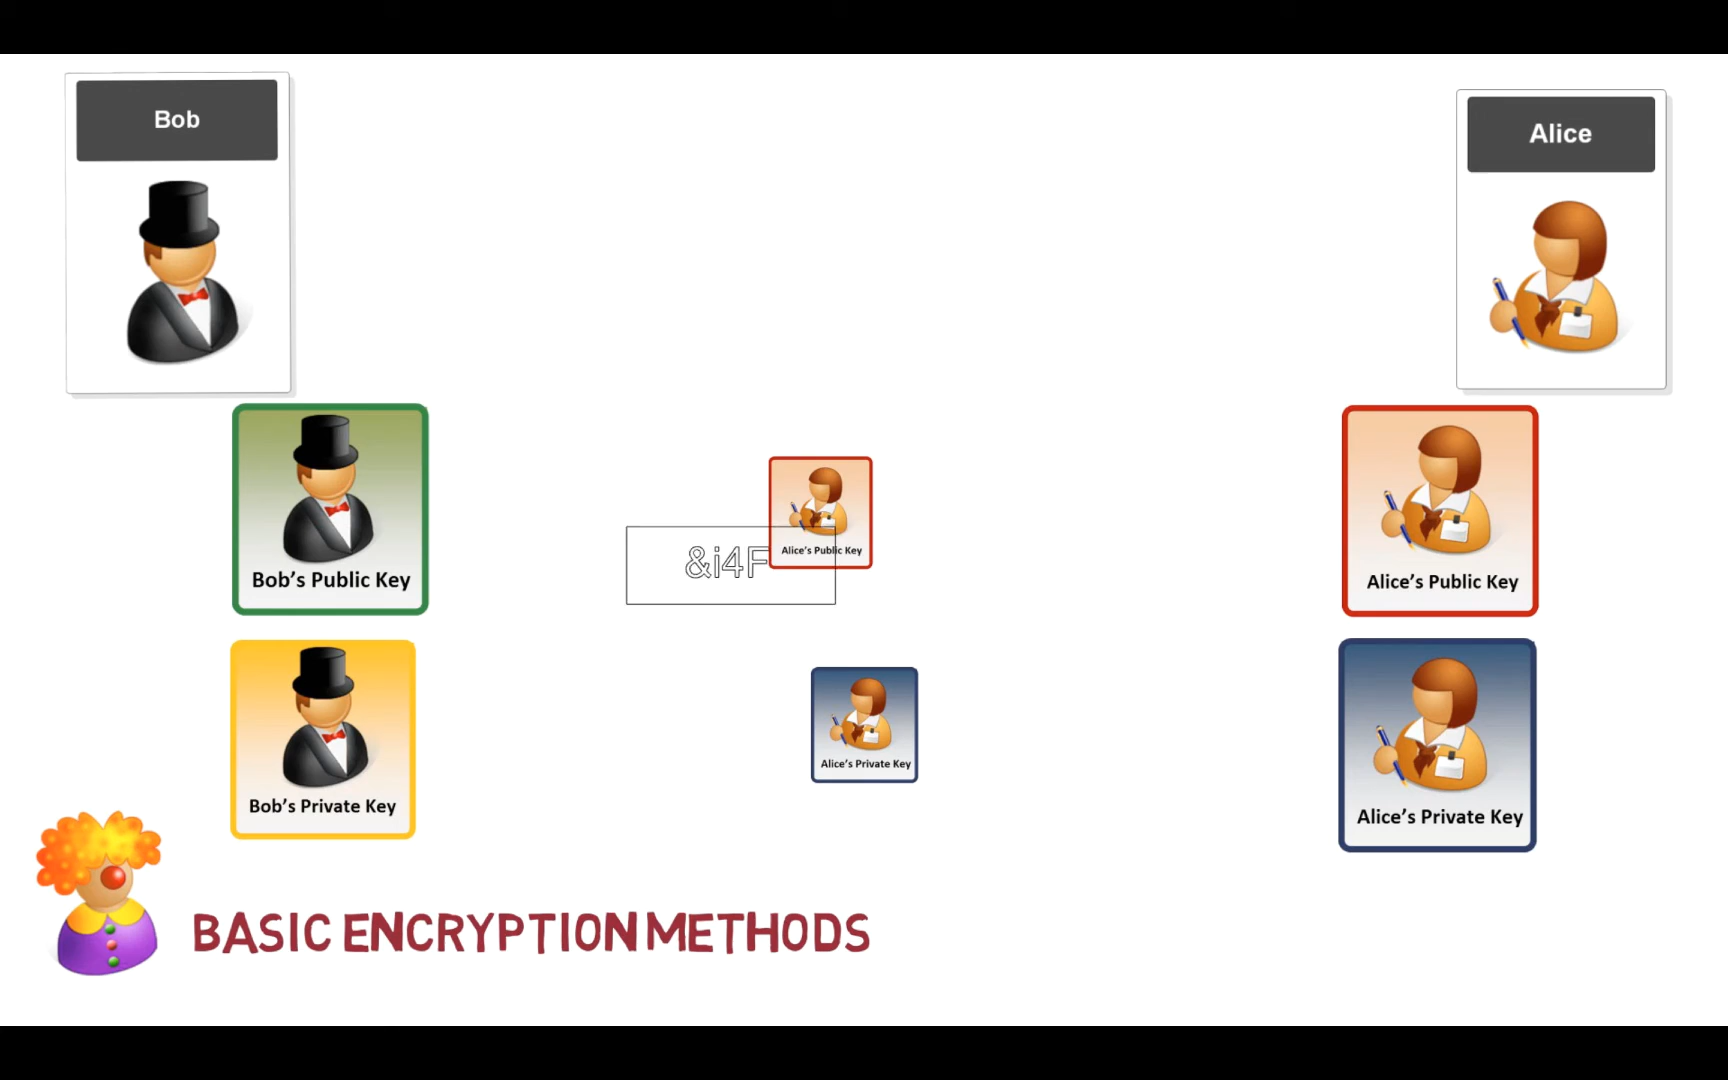 Bob
Alice
Bob's Public Key
Alice's Public Key
&i4F
Alice's Public Key
Bob's Private Key
Alice's Private Key
Alice's Private Key
BASIC ENCRYPTION METHODS